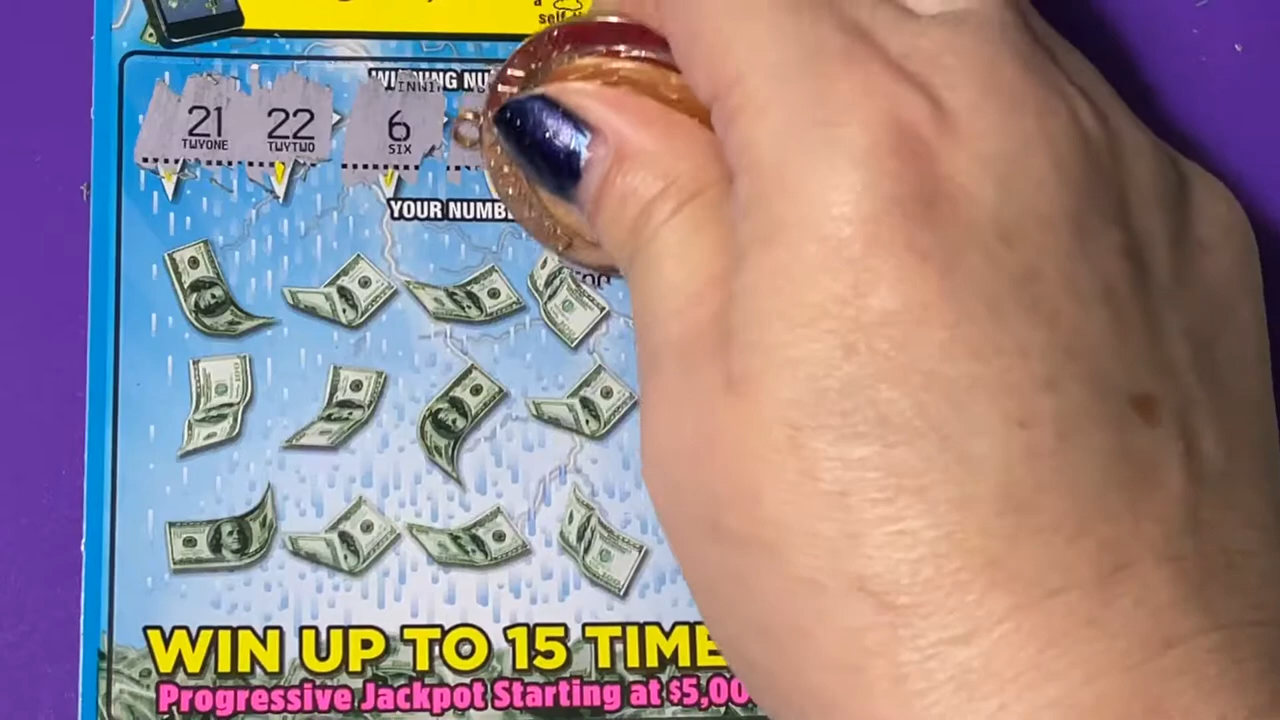 a
self
21 22 6
TWYONE TWYTWO SIX
YOUR NUMB
WIN UP TO 15 TIME
Progressive Jackpot Starting at $5,00